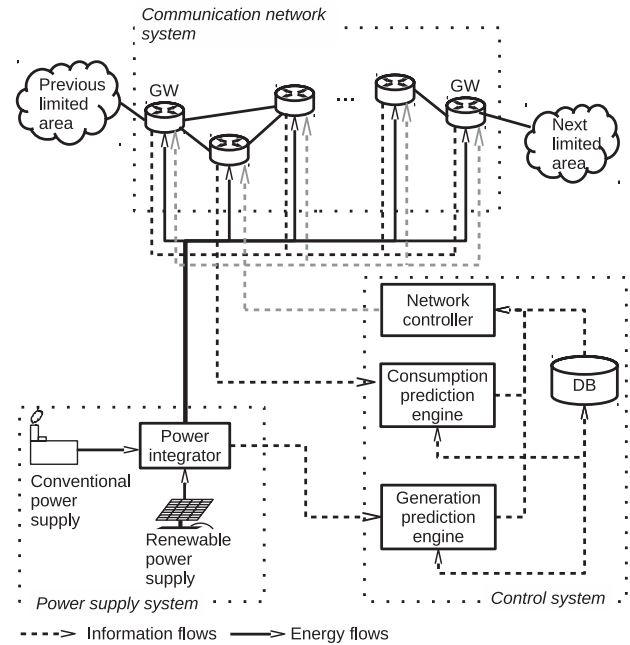 Communication network
system
Previous
limited
area
GW
...
GW
Next
limited
area
Network
controller
Consumption
prediction
engine
DB
Power
integrator
Conventional
power
supply
Generation
prediction
engine
Renewable
power
supply
Power supply system
Control system
Information flows
Energy flows